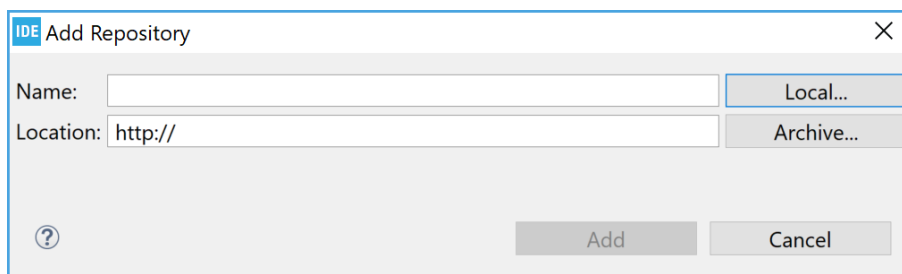 IDE Add Repository
Name: Local...
Location: http:// Archive...
? Add Cancel